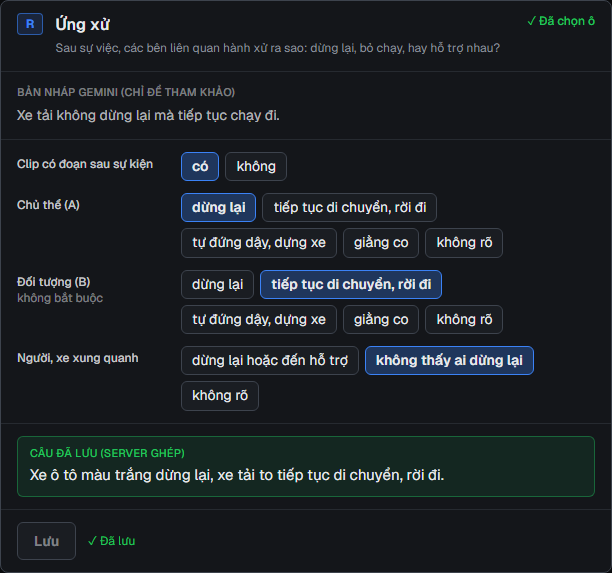 R Ứng xử ✓ Đã chọn ô
Sau sự việc, các bên liên quan hành xử ra sao: dừng lại, bỏ chạy, hay hỗ trợ nhau?
BẢN NHÁP GEMINI (CHỈ ĐỂ THAM KHẢO)
Xe tải không dừng lại mà tiếp tục chạy đi.
Clip có đoạn sau sự kiện có không
Chủ thể (A) dừng lại tiếp tục di chuyển, rời đi
tự đứng dậy, dựng xe giằng co không rõ
Đối tượng (B) dừng lại tiếp tục di chuyển, rời đi
không bắt buộc
tự đứng dậy, dựng xe giằng co không rõ
Người, xe xung quanh dừng lại hoặc đến hỗ trợ không thấy ai dừng lại
không rõ
CÂU ĐÃ LƯU (SERVER GHÉP)
Xe ô tô màu trắng dừng lại, xe tải to tiếp tục di chuyển, rời đi.
Lưu ✓ Đã lưu